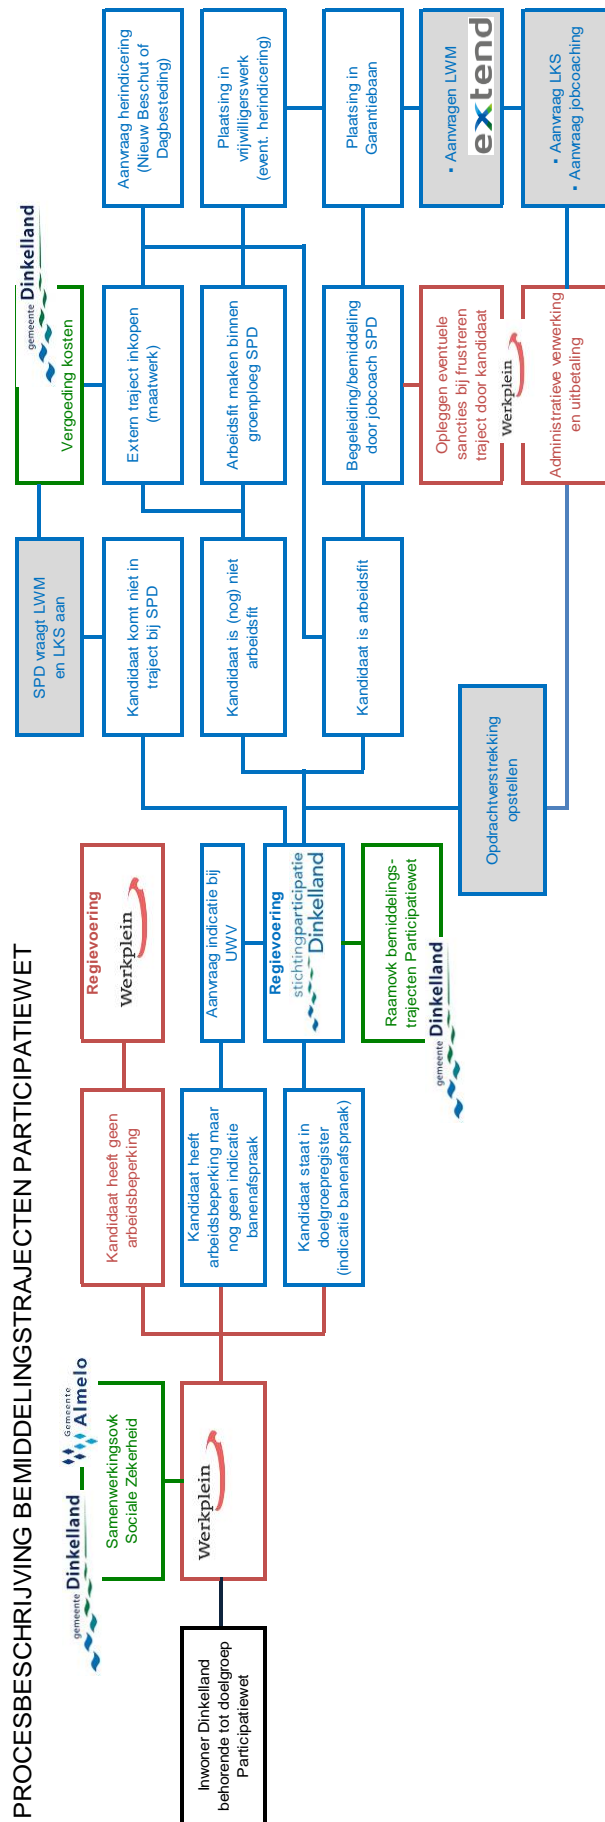 PROCESBESCHRIJVING BEMIDDELINGSTRAJECTEN PARTICIPATIEWET
Inwoner Dinkelland
behorende tot doelgroep
Participatiewet
gemeente Dinkelland
Gemeente
Almelo
Samenwerkingsovk
Sociale Zekerheid
Werkplein
Kandidaat heeft geen
arbeidsbeperking
Kandidaat heeft
arbeidsbeperking maar
nog geen indicatie
banenafspraak
Kandidaat staat in
doelgroepregister
(indicatie banenafspraak)
Regievoering
Werkplein
Aanvraag indicatie bij
UWV
Regievoering
stichtingparticipatie
Dinkelland
Raamovk bemiddelings-
trajecten Participatiewet
gemeente Dinkelland
SPD vraagt LWM
en LKS aan
Kandidaat komt niet in
traject bij SPD
Kandidaat is (nog) niet
arbeidsfit
Kandidaat is arbeidsfit
Opdrachtverstrekking
opstellen
gemeente Dinkelland
Vergoeding kosten
Extern traject inkopen
(maatwerk)
Arbeidsfit maken binnen
groenploeg SPD
Begeleiding/bemiddeling
door jobcoach SPD
Opleggen eventuele
sancties bij frustreren
traject door kandidaat
Werkplein
Administratieve verwerking
en uitbetaling
Aanvraag herindicering
(Nieuw Beschut of
Dagbesteding)
Plaatsing in
vrijwilligerswerk
(event. herindicering)
Plaatsing in
Garantiebaan
▪ Aanvragen LWM
extend
▪ Aanvraag LKS
▪ Aanvraag jobcoaching